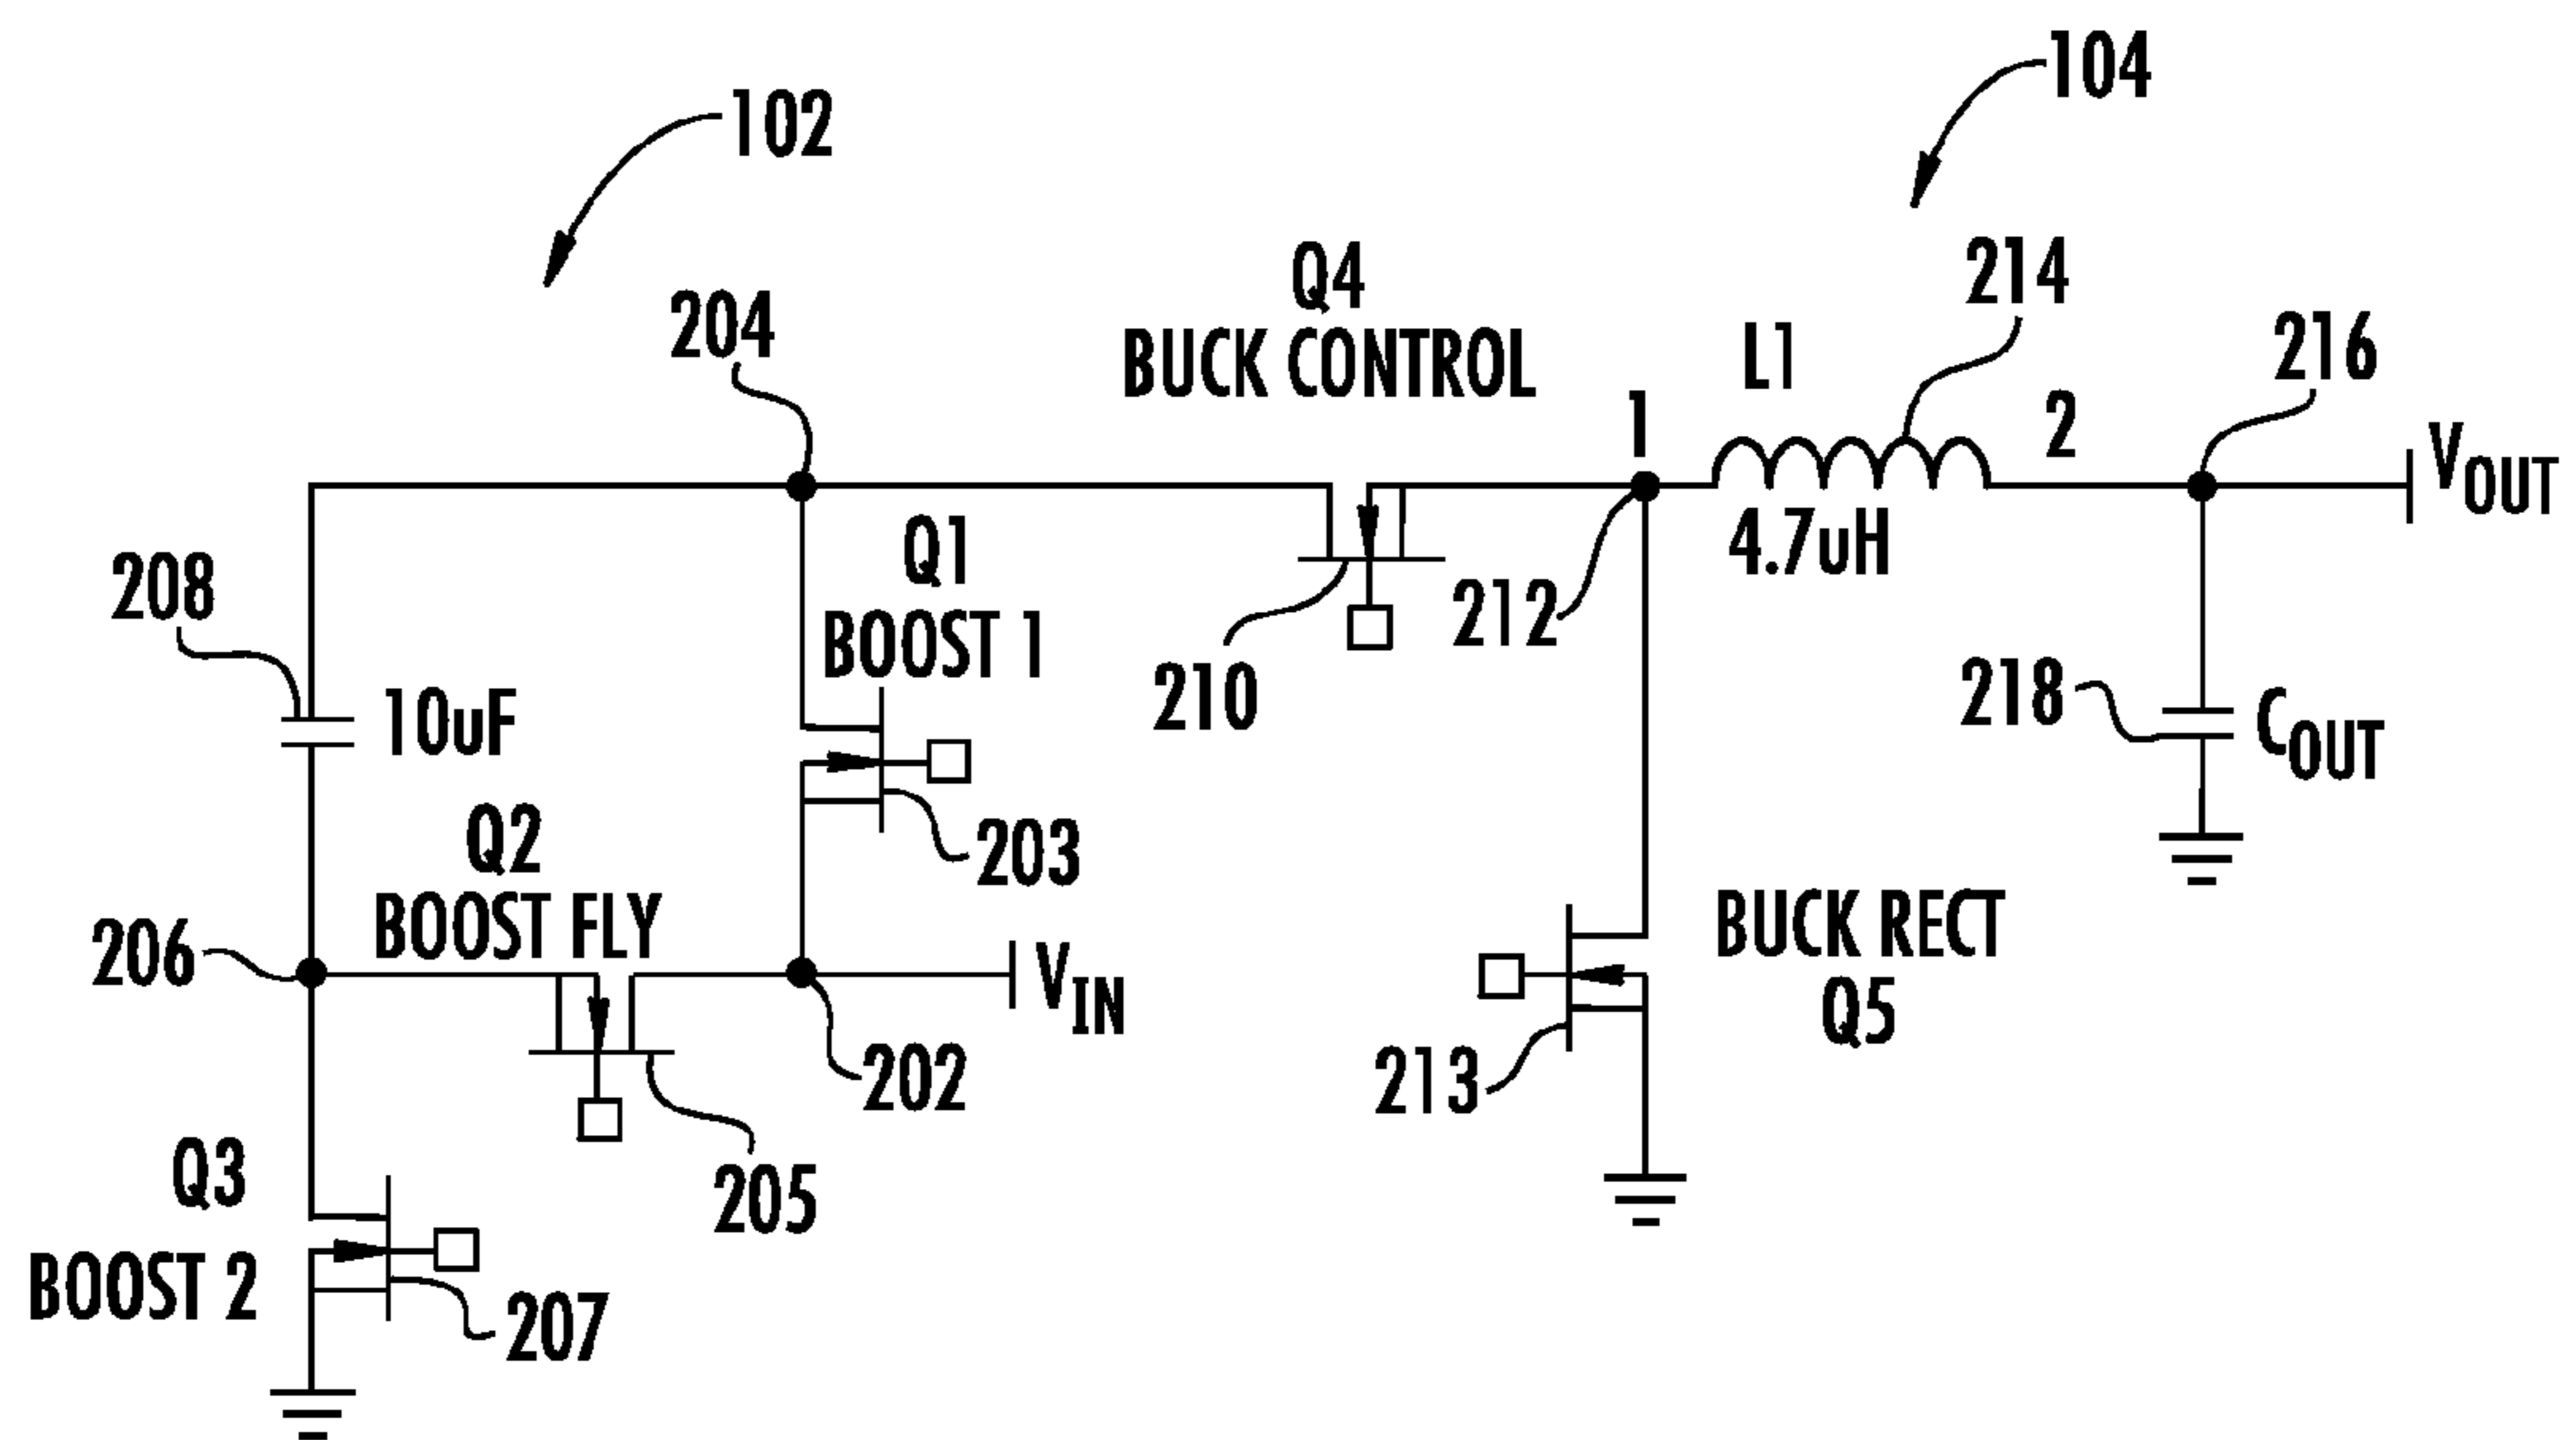 104
102
Q4
214
204
BUCK CONTROL
L1
216
1
2
VOUT
Q1
4.7uH
208
BOOST 1
212
210
218
10uF
COUT
Q2
203
BOOST FLY
BUCK RECT
206
VIN
Q5
202
213
Q3
205
BOOST 2
207